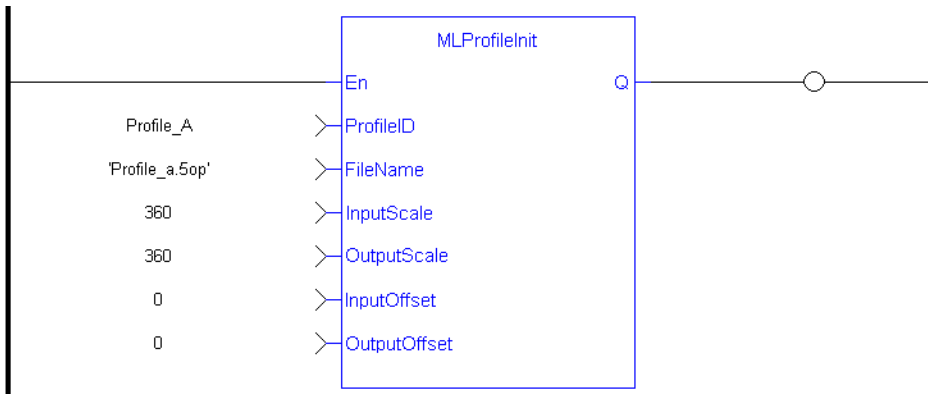 MLProfileInit
En Q
Profile_A ProfileID
'Profile_a.5op' FileName
360 InputScale
360 OutputScale
0 InputOffset
0 OutputOffset